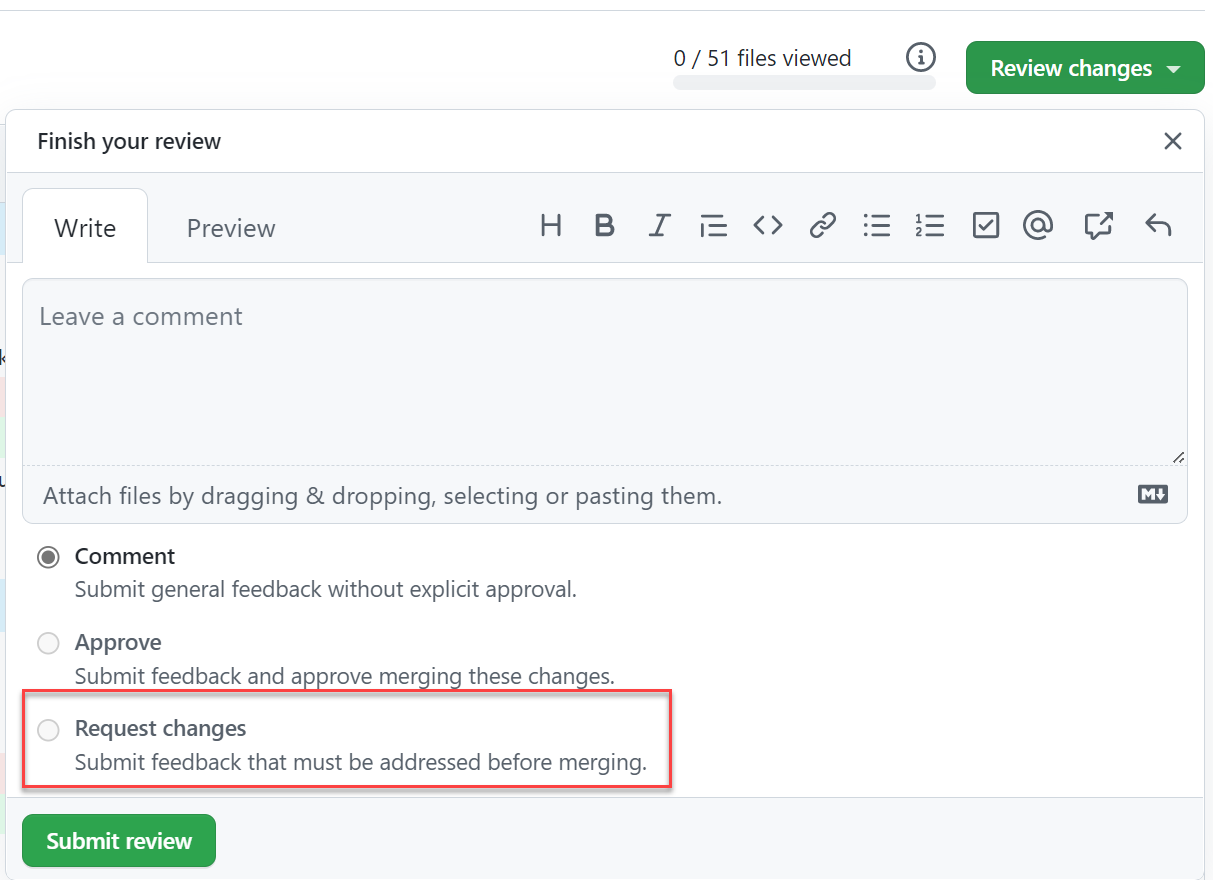 0 / 51 files viewed
Review changes
Finish your review
Write
Preview
Leave a comment
Attach files by dragging & dropping, selecting or pasting them.
Comment
Submit general feedback without explicit approval.
Approve
Submit feedback and approve merging these changes.
Request changes
Submit feedback that must be addressed before merging.
Submit review